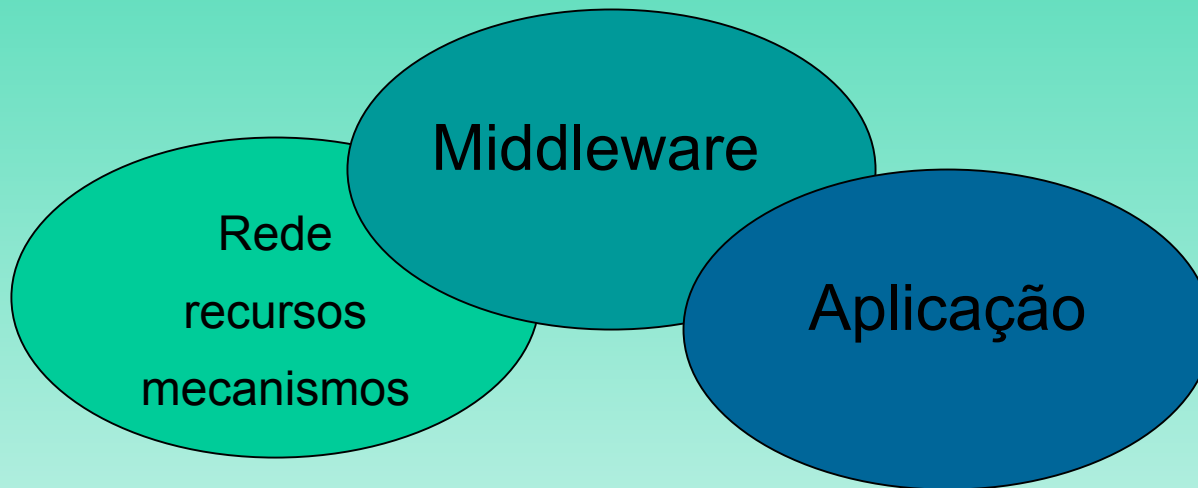 Middleware
Rede
recursos
mecanismos
Aplicação